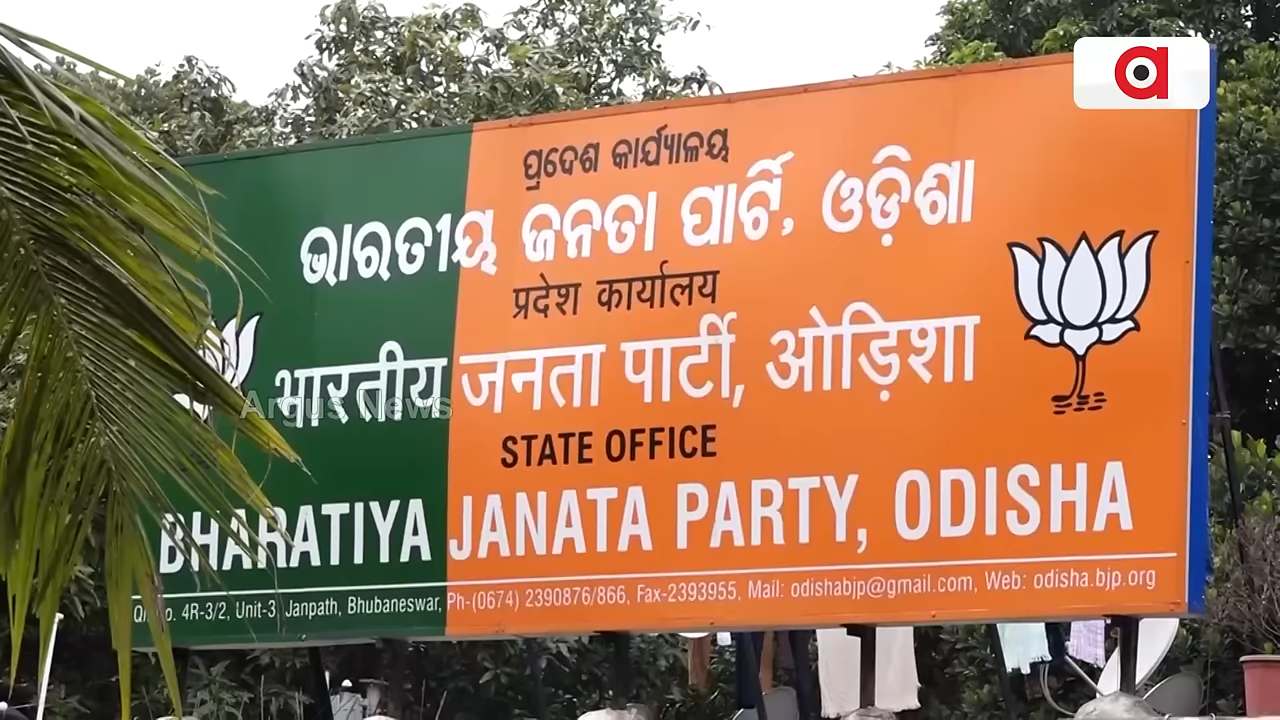 ପ୍ରଦେଶ କାର୍ଯ୍ୟାଳୟ
ଭାରତୀୟ ଜନତା ପାର୍ଟି, ଓଡ଼ିଶା
प्रदेश कार्यालय
भारतीय जनता पार्टी, ओड़िशा
Argus News
STATE OFFICE
BHARATIYA JANATA PARTY, ODISHA
4R-3/2, Unit-3 Janpath, Bhubaneswar, Ph-(0674) 2390876/866, Fax-2393955, Mail: odishabjp@gmail.com, Web: odisha.bjp.org